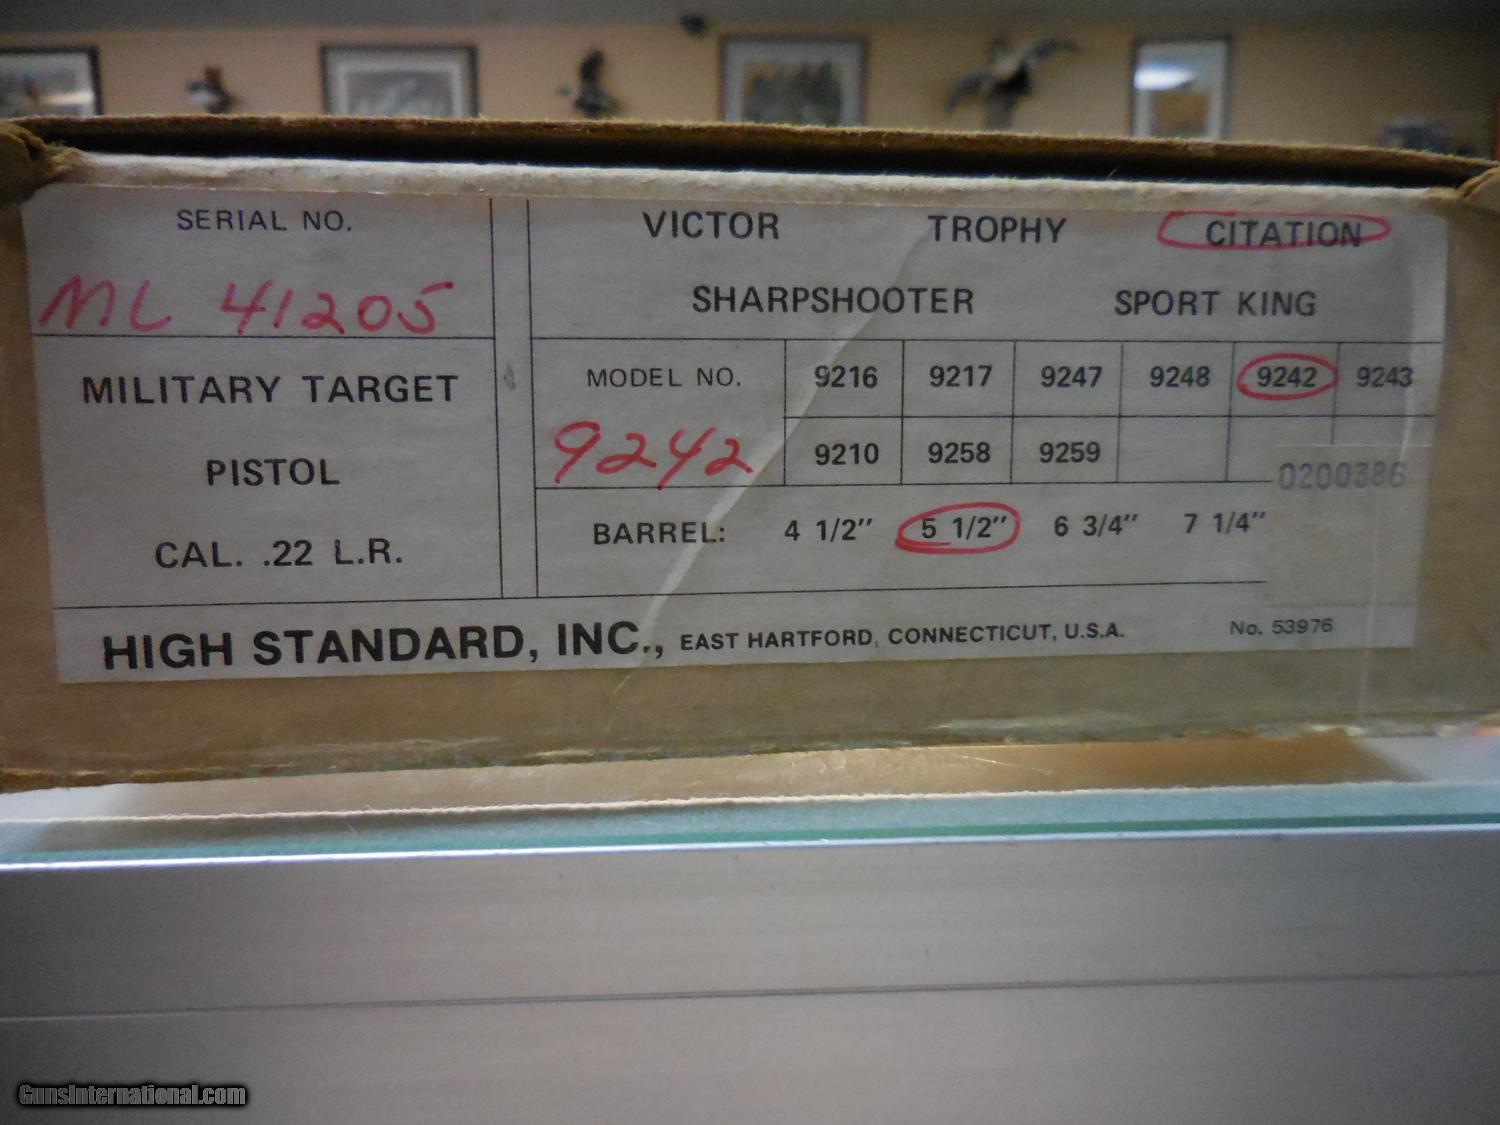 SERIAL NO.
ML 41205
MILITARY TARGET
PISTOL
CAL. .22 L.R.
VICTOR TROPHY CITATION
SHARPSHOOTER SPORT KING
MODEL NO. 9216 9217 9247 9248 9242 9243
9242 9210 9258 9259
0200386
BARREL: 4 1/2" 5 1/2" 6 3/4" 7 1/4"
HIGH STANDARD, INC., EAST HARTFORD, CONNECTICUT, U.S.A. No. 53976
GunsInternational.com